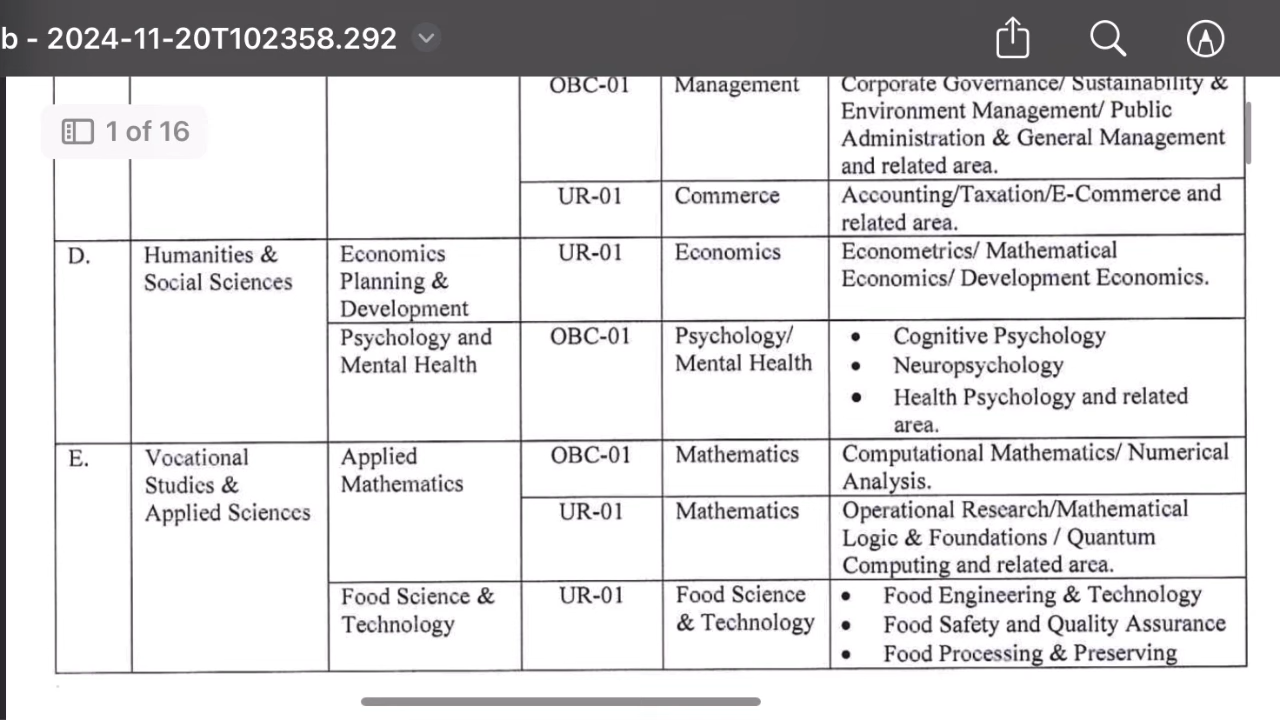 b - 2024-11-20T102358.292
1 of 16
OBC-01 Management Corporate Governance/ Sustainability &
Environment Management/ Public
Administration & General Management
and related area.
UR-01 Commerce Accounting/Taxation/E-Commerce and
related area.
D. Humanities & Economics UR-01 Economics Econometrics/ Mathematical
Social Sciences Planning & Economics/ Development Economics.
Development
Psychology and OBC-01 Psychology/ • Cognitive Psychology
Mental Health Mental Health • Neuropsychology
• Health Psychology and related
area.
E. Vocational Applied OBC-01 Mathematics Computational Mathematics/ Numerical
Studies & Mathematics Analysis.
Applied Sciences UR-01 Mathematics Operational Research/Mathematical
Logic & Foundations / Quantum
Computing and related area.
Food Science & UR-01 Food Science • Food Engineering & Technology
Technology & Technology • Food Safety and Quality Assurance
• Food Processing & Preserving